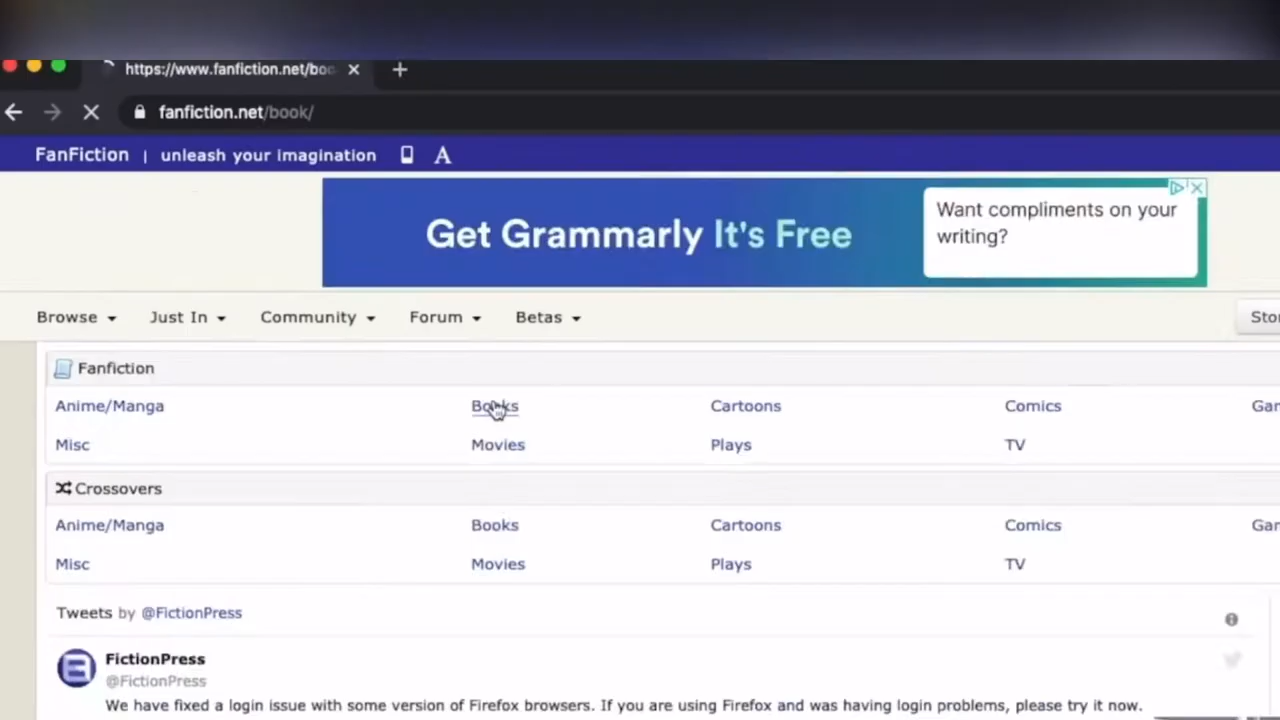 https://www.fanfiction.net/boo
fanfiction.net/book/
FanFiction | unleash your imagination A
Get Grammarly It's Free
Want compliments on your
writing?
Browse Just In Community Forum Betas
Fanfiction
Anime/Manga Books Cartoons Comics
Misc Movies Plays TV
Crossovers
Anime/Manga Books Cartoons Comics
Misc Movies Plays TV
Tweets by @FictionPress
FictionPress
@FictionPress
We have fixed a login issue with some version of Firefox browsers. If you are using Firefox and was having login problems, please try it now.